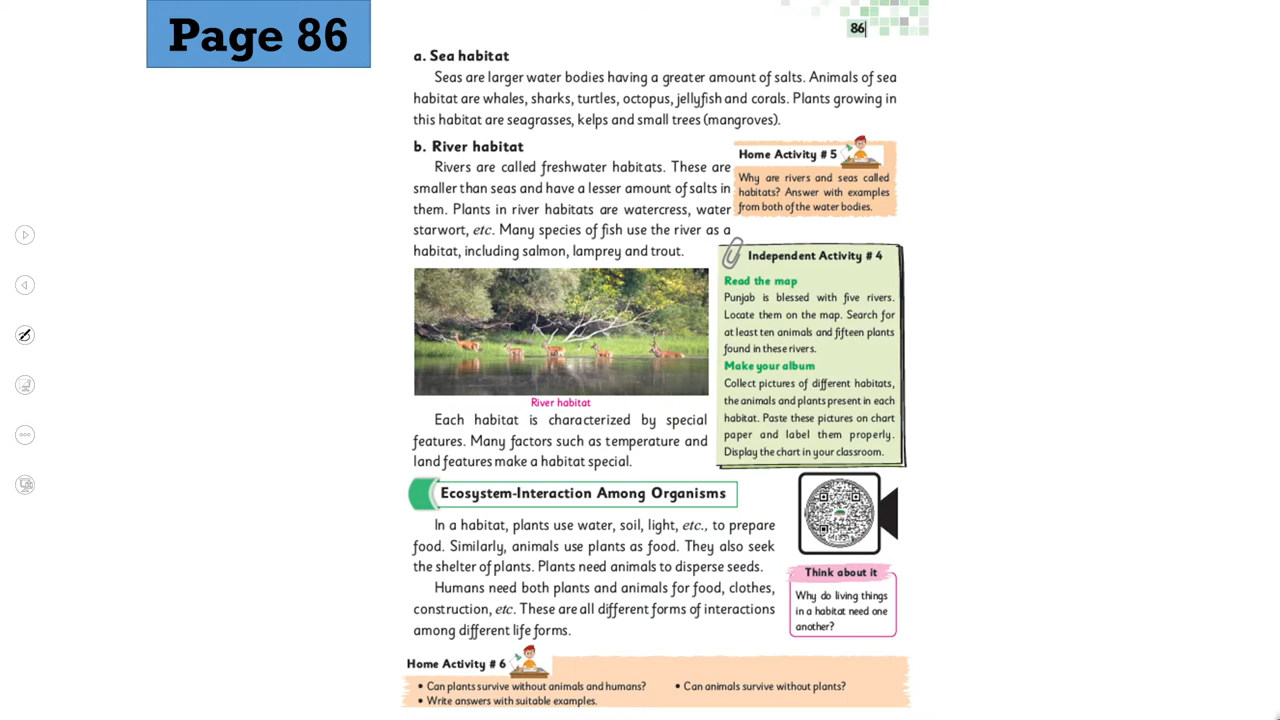 Page 86
86
a. Sea habitat
Seas are larger water bodies having a greater amount of salts. Animals of sea
habitat are whales, sharks, turtles, octopus, jellyfish and corals. Plants growing in
this habitat are seagrasses, kelps and small trees (mangroves).
b. River habitat
Rivers are called freshwater habitats. These are
smaller than seas and have a lesser amount of salts in
them. Plants in river habitats are watercress, water
starwort, etc. Many species of fish use the river as a
habitat, including salmon, lamprey and trout.
Home Activity # 5
Why are rivers and seas called
habitats? Answer with examples
from both of the water bodies.
Independent Activity # 4
Read the map
Punjab is blessed with five rivers.
Locate them on the map. Search for
at least ten animals and fifteen plants
found in these rivers.
Make your album
Collect pictures of different habitats,
the animals and plants present in each
habitat. Paste these pictures on chart
paper and label them properly.
Display the chart in your classroom.
River habitat
Each habitat is characterized by special
features. Many factors such as temperature and
land features make a habitat special.
Ecosystem-Interaction Among Organisms
In a habitat, plants use water, soil, light, etc., to prepare
food. Similarly, animals use plants as food. They also seek
the shelter of plants. Plants need animals to disperse seeds.
Humans need both plants and animals for food, clothes,
construction, etc. These are all different forms of interactions
among different life forms.
Think about it
Why do living things
in a habitat need one
another?
Home Activity # 6
• Can plants survive without animals and humans?
• Can animals survive without plants?
• Write answers with suitable examples.